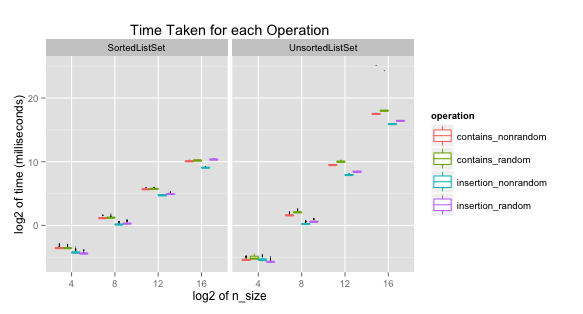 Time Taken for each Operation
SortedListSet
UnsortedListSet
log2 of time (miliseconds)
20
10
0
4
8
12
16
4
8
12
16
log2 of n_size
operation
contains_nonrandom
contains_random
insertion_nonrandom
insertion_random